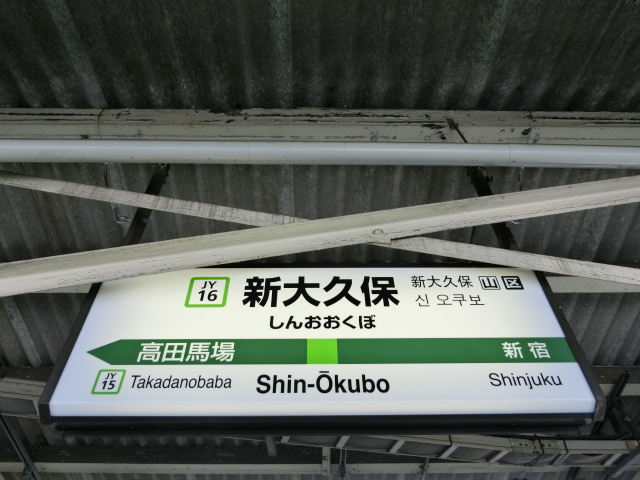 JY
16
新大久保
しんおおくぼ
新大久保 山 区
신 오쿠보
高田馬場
新宿
JY
15
Takadanobaba
Shin-Ōkubo
Shinjuku